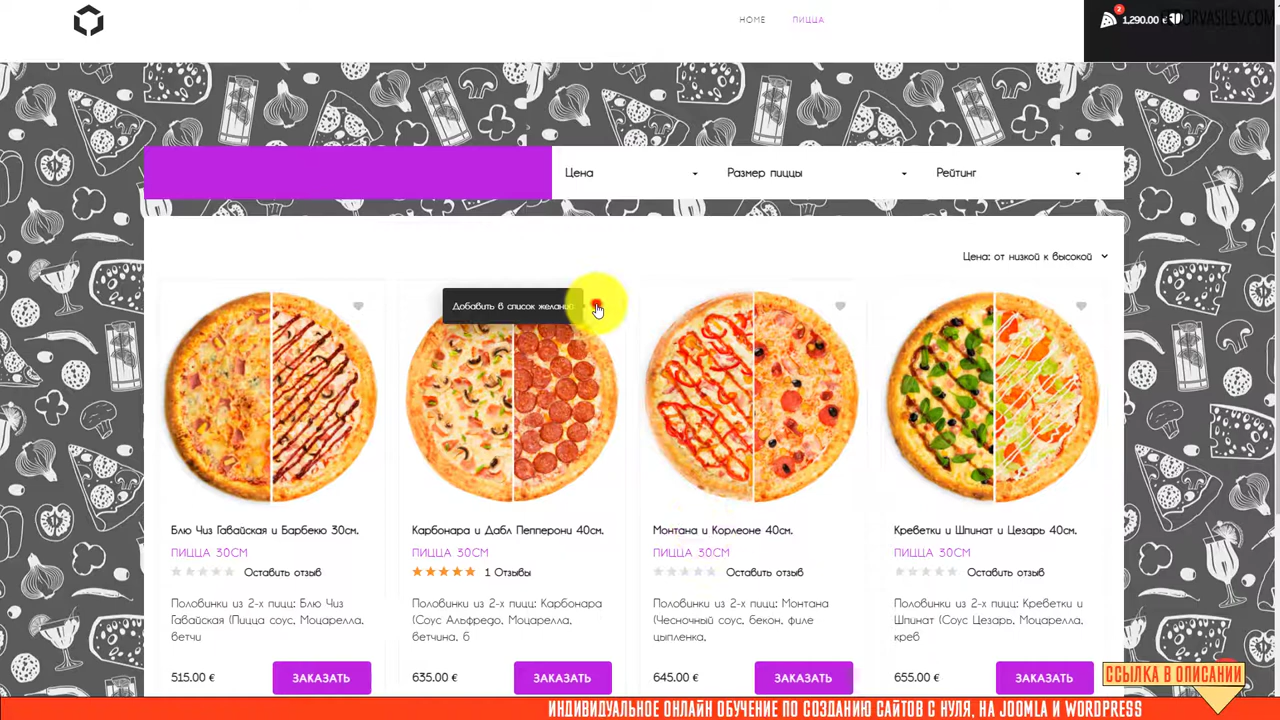 HOME
ПИЦЦА
2
1,290.00 €
Цена
Размер пиццы
Рейтинг
Цена: от низкой к высокой
Добавить в список желаний
Блю Чиз Гавайская и Барбекю 30см.
ПИЦЦА 30СМ
Оставить отзыв
Половинки из 2-х пицц: Блю Чиз
Гавайская (Пицца соус, Моцарелла,
ветчи
515.00 €
ЗАКАЗАТЬ
Карбонара и Дабл Пепперони 40см.
ПИЦЦА 30СМ
1 Отзывы
Половинки из 2-х пицц: Карбонара
(Соус Альфредо, Моцарелла,
ветчина, б
635.00 €
ЗАКАЗАТЬ
Монтана и Корлеоне 40см.
ПИЦЦА 30СМ
Оставить отзыв
Половинки из 2-х пицц: Монтана
(Чесночный соус, бекон, филе
цыпленка,
645.00 €
ЗАКАЗАТЬ
Креветки и Шпинат и Цезарь 40см.
ПИЦЦА 30СМ
Оставить отзыв
Половинки из 2-х пицц: Креветки и
Шпинат (Соус Цезарь, Моцарелла,
креб
655.00 €
ЗАКАЗАТЬ
ССЫЛКА В ОПИСАНИИ
ИНДИВИДУАЛЬНОЕ ОНЛАЙН ОБУЧЕНИЕ ПО СОЗДАНИЮ САЙТОВ С НУЛЯ, НА JOOMLA И WORDPRESS